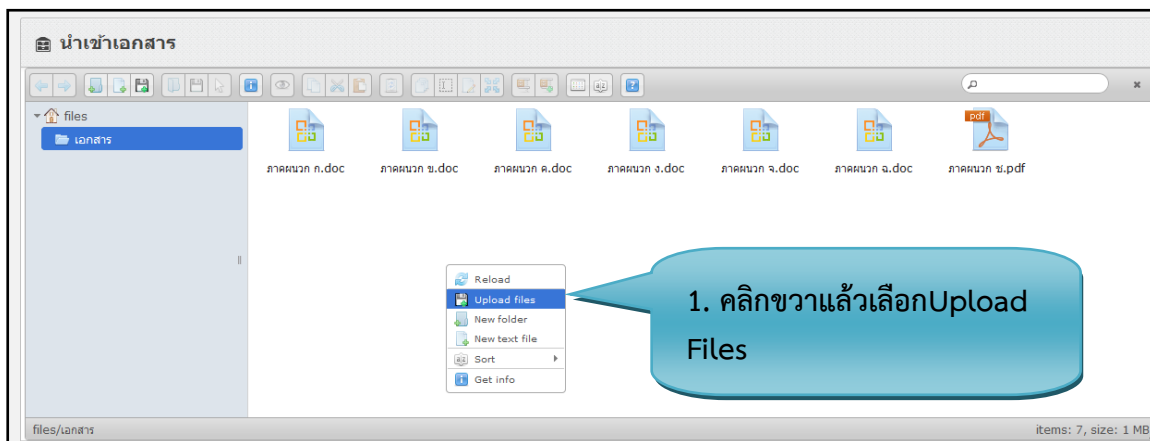 นำเข้าเอกสาร
files
เอกสาร
ภาคผนวก ก.doc
ภาคผนวก ข.doc
ภาคผนวก ค.doc
ภาคผนวก ง.doc
ภาคผนวก จ.doc
ภาคผนวก ฉ.doc
pdf
ภาคผนวก ช.pdf
Reload
Upload files
New folder
New text file
Sort
Get info
1. คลิกขวาแล้วเลือกUpload
Files
files/เอกสาร
items: 7, size: 1 MB